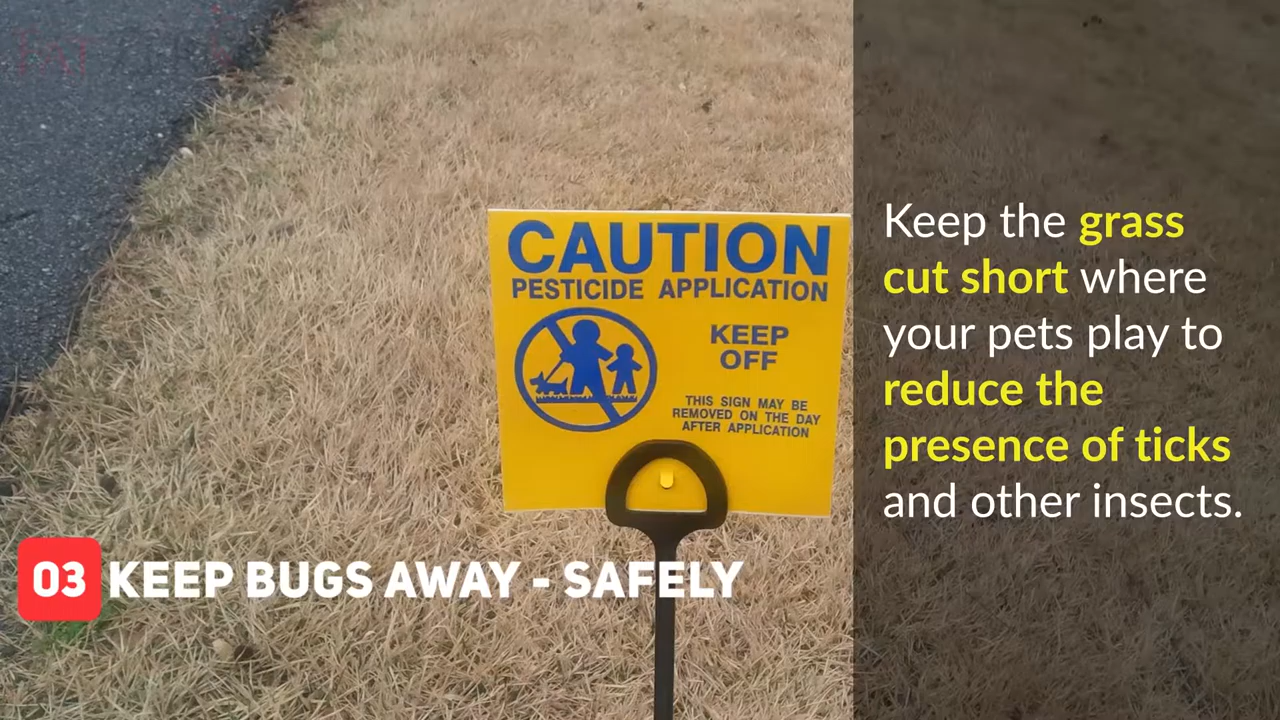 CAUTION
PESTICIDE APPLICATION
KEEP
OFF
THIS SIGN MAY BE
REMOVED ON THE DAY
AFTER APPLICATION
03 KEEP BUGS AWAY - SAFELY
Keep the grass
cut short where
your pets play to
reduce the
presence of ticks
and other insects.